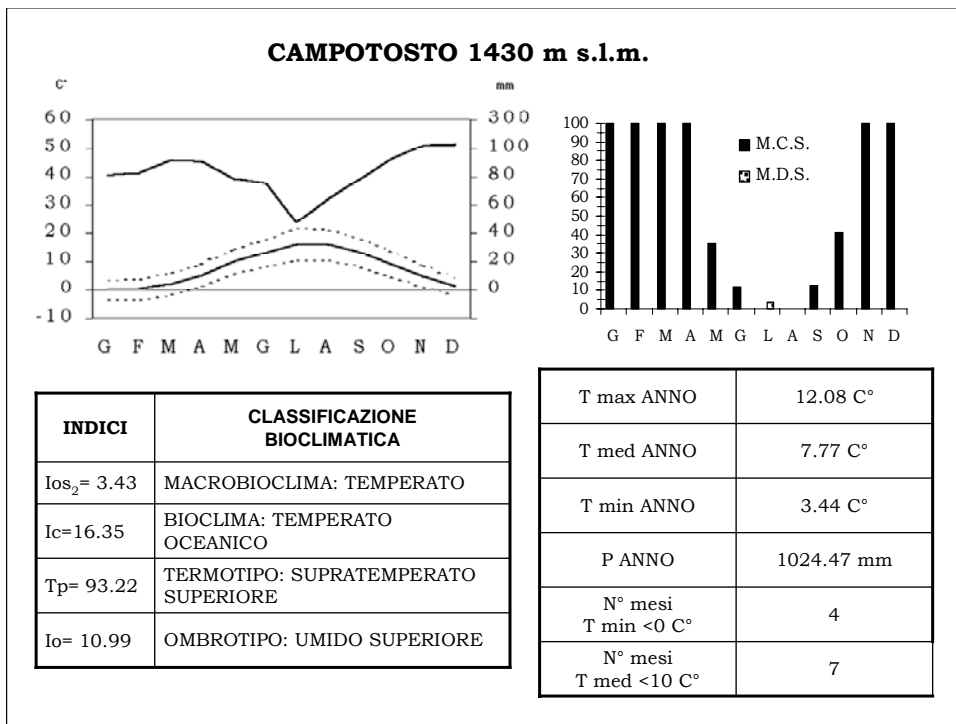 CAMPOTOSTO 1430 m s.l.m.
C° mm
60 300
50 100
40 80
30 60
20 40
10 20
0 0
-10
G F M A M G L A S O N D
100
90
80
70
60
50
40
30
20
10
0
M.C.S.
M.D.S.
G F M A M G L A S O N D
INDICI CLASSIFICAZIONE
BIOCLIMATICA
Ios2= 3.43 MACROBIOCLIMA: TEMPERATO
Ic=16.35 BIOCLIMA: TEMPERATO
OCEANICO
Tp= 93.22 TERMOTIPO: SUPRATEMPERATO
SUPERIORE
Io= 10.99 OMBROTIPO: UMIDO SUPERIORE
T max ANNO 12.08 C°
T med ANNO 7.77 C°
T min ANNO 3.44 C°
P ANNO 1024.47 mm
N° mesi
T min <0 C° 4
N° mesi
T med <10 C° 7